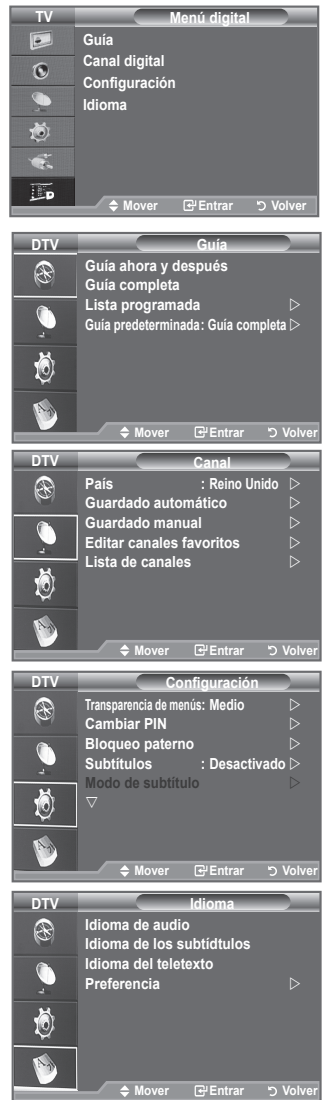 TV Menú digital
Guía
Canal digital
Configuración
Idioma
Mover Entrar Volver
DTV Guía
Guía ahora y después
Guía completa
Lista programada
Guía predeterminada: Guía completa
Mover Entrar Volver
DTV Canal
País : Reino Unido
Guardado automático
Guardado manual
Editar canales favoritos
Lista de canales
Mover Entrar Volver
DTV Configuración
Transparencia de menús: Medio
Cambiar PIN
Bloqueo paterno
Subtítulos : Desactivado
Modo de subtítulo
Mover Entrar Volver
DTV Idioma
Idioma de audio
Idioma de los subtídtulos
Idioma del teletexto
Preferencia
Mover Entrar Volver